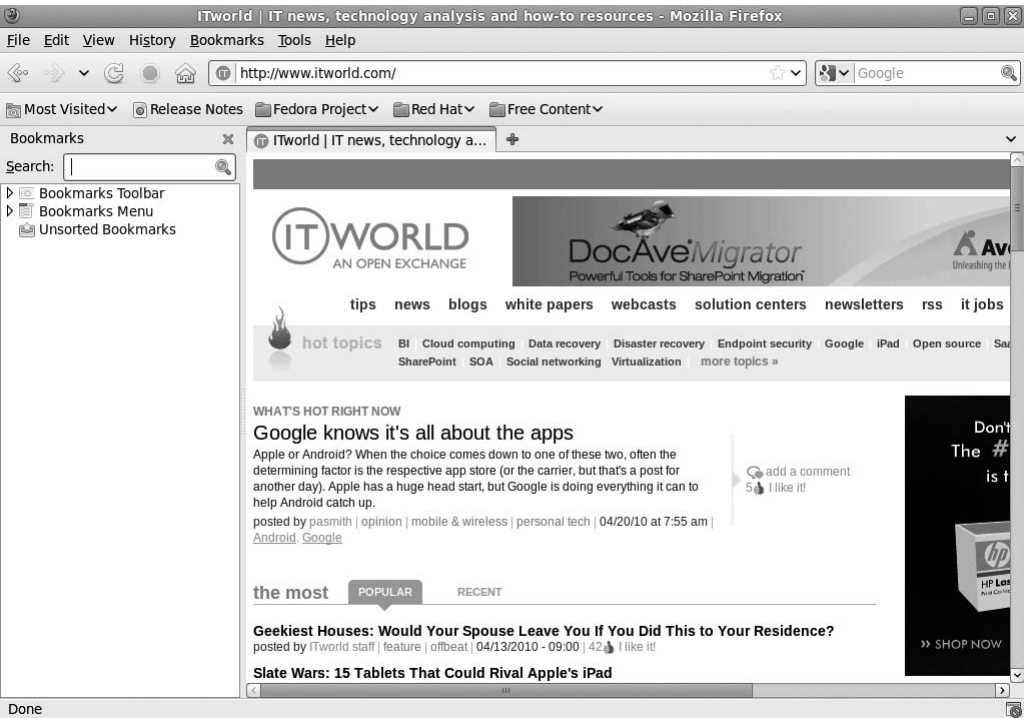 ITworld | IT news, technology analysis and how-to resources - Mozilla Firefox
File Edit View History Bookmarks Tools Help
http://www.itworld.com/ Google
Most Visited Release Notes Fedora Project Red Hat Free Content
Bookmarks
ITworld | IT news, technology a...
Search:
Bookmarks Toolbar
Bookmarks Menu
Unsorted Bookmarks
ITWORLD
AN OPEN EXCHANGE
DocAve Migrator
Powerful Tools for SharePoint Migration
Av
Unleashing the
tips news blogs white papers webcasts solution centers newsletters rss it jobs
hot topics
BI Cloud computing Data recovery Disaster recovery Endpoint security Google iPad Open source Saa
SharePoint SOA Social networking Virtualization more topics »
WHAT'S HOT RIGHT NOW
Google knows it's all about the apps
Apple or Android? When the choice comes down to one of these two, often the
determining factor is the respective app store (or the carrier, but that's a post for
another day). Apple has a huge head start, but Google is doing everything it can to
help Android catch up.
posted by pasmith | opinion | mobile & wireless | personal tech | 04/20/10 at 7:55 am |
Android, Google
add a comment
5 I like it!
Don't
The #
is t
hp
HP Las
›› SHOP NOW
the most POPULAR RECENT
Geekiest Houses: Would Your Spouse Leave You If You Did This to Your Residence?
posted by ITworld staff | feature | offbeat | 04/13/2010 - 09:00 | 42 I like it!
Slate Wars: 15 Tablets That Could Rival Apple's iPad
Done